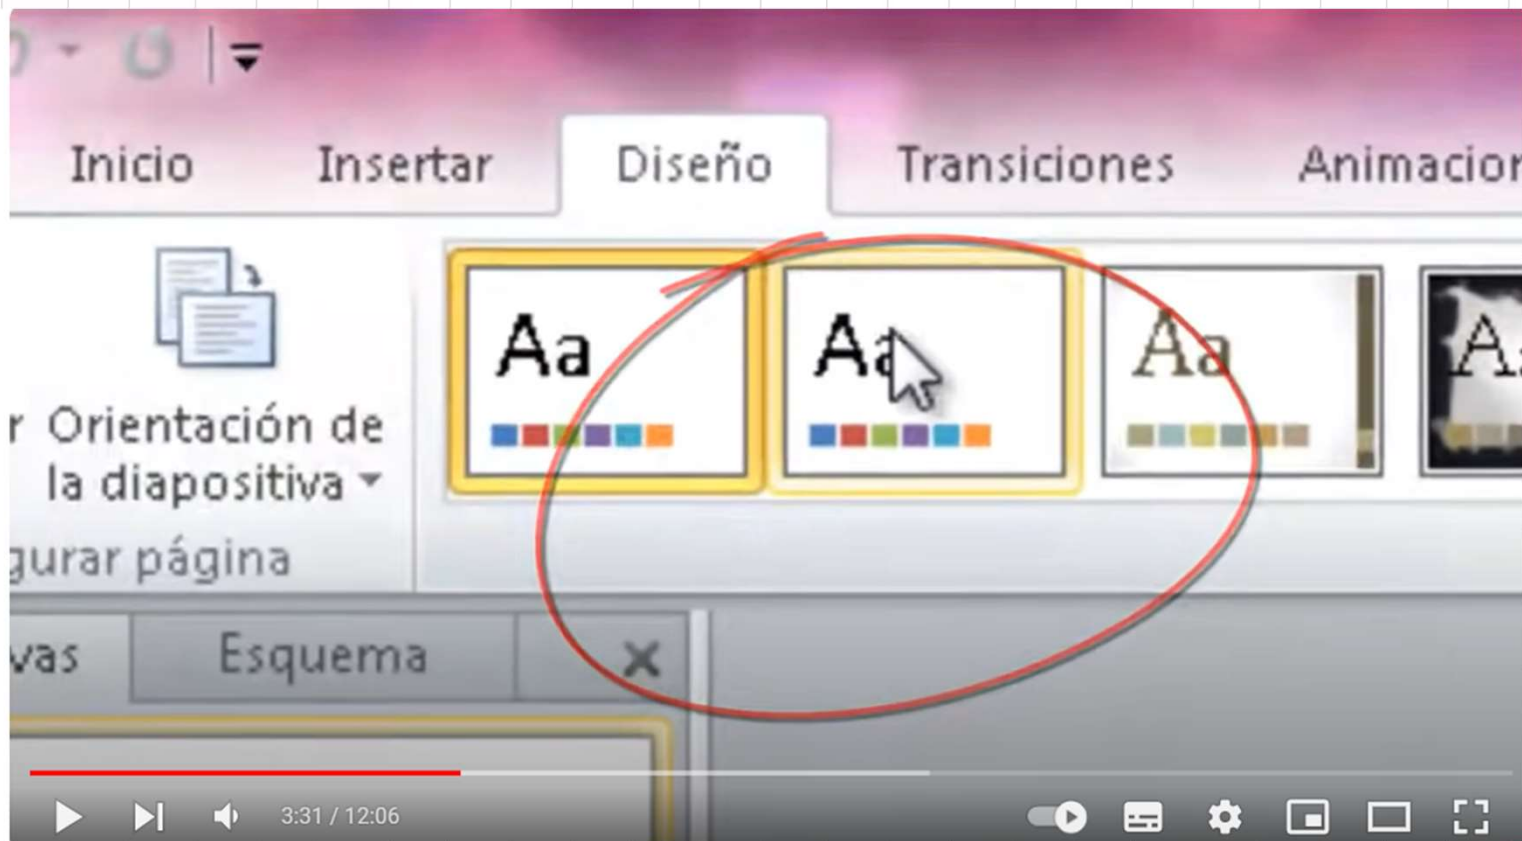 Inicio Insertar Diseño Transiciones Animacion
Aa Aa Aa A
r Orientación de
la diapositiva
gurar página
vas Esquema
3:31 / 12:06